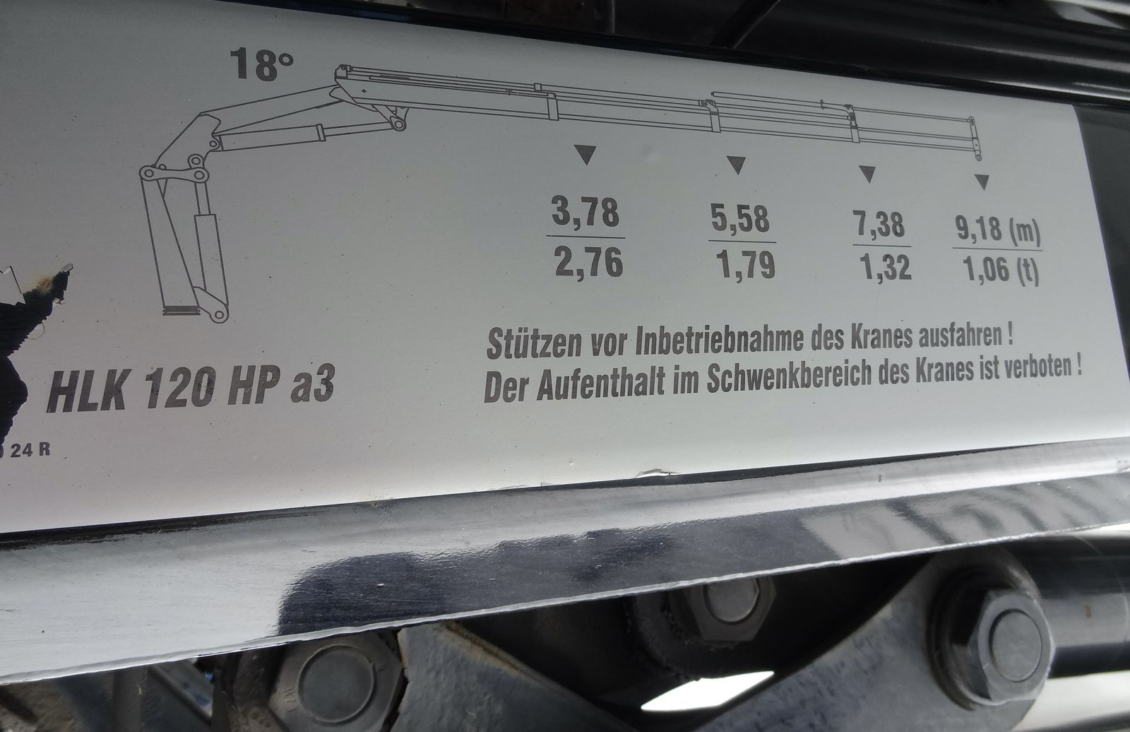 18°
3,78 5,58 7,38 9,18 (m)
2,76 1,79 1,32 1,06 (t)
Stützen vor Inbetriebnahme des Kranes ausfahren !
Der Aufenthalt im Schwenkbereich des Kranes ist verboten !
HLK 120 HP a3
24 R